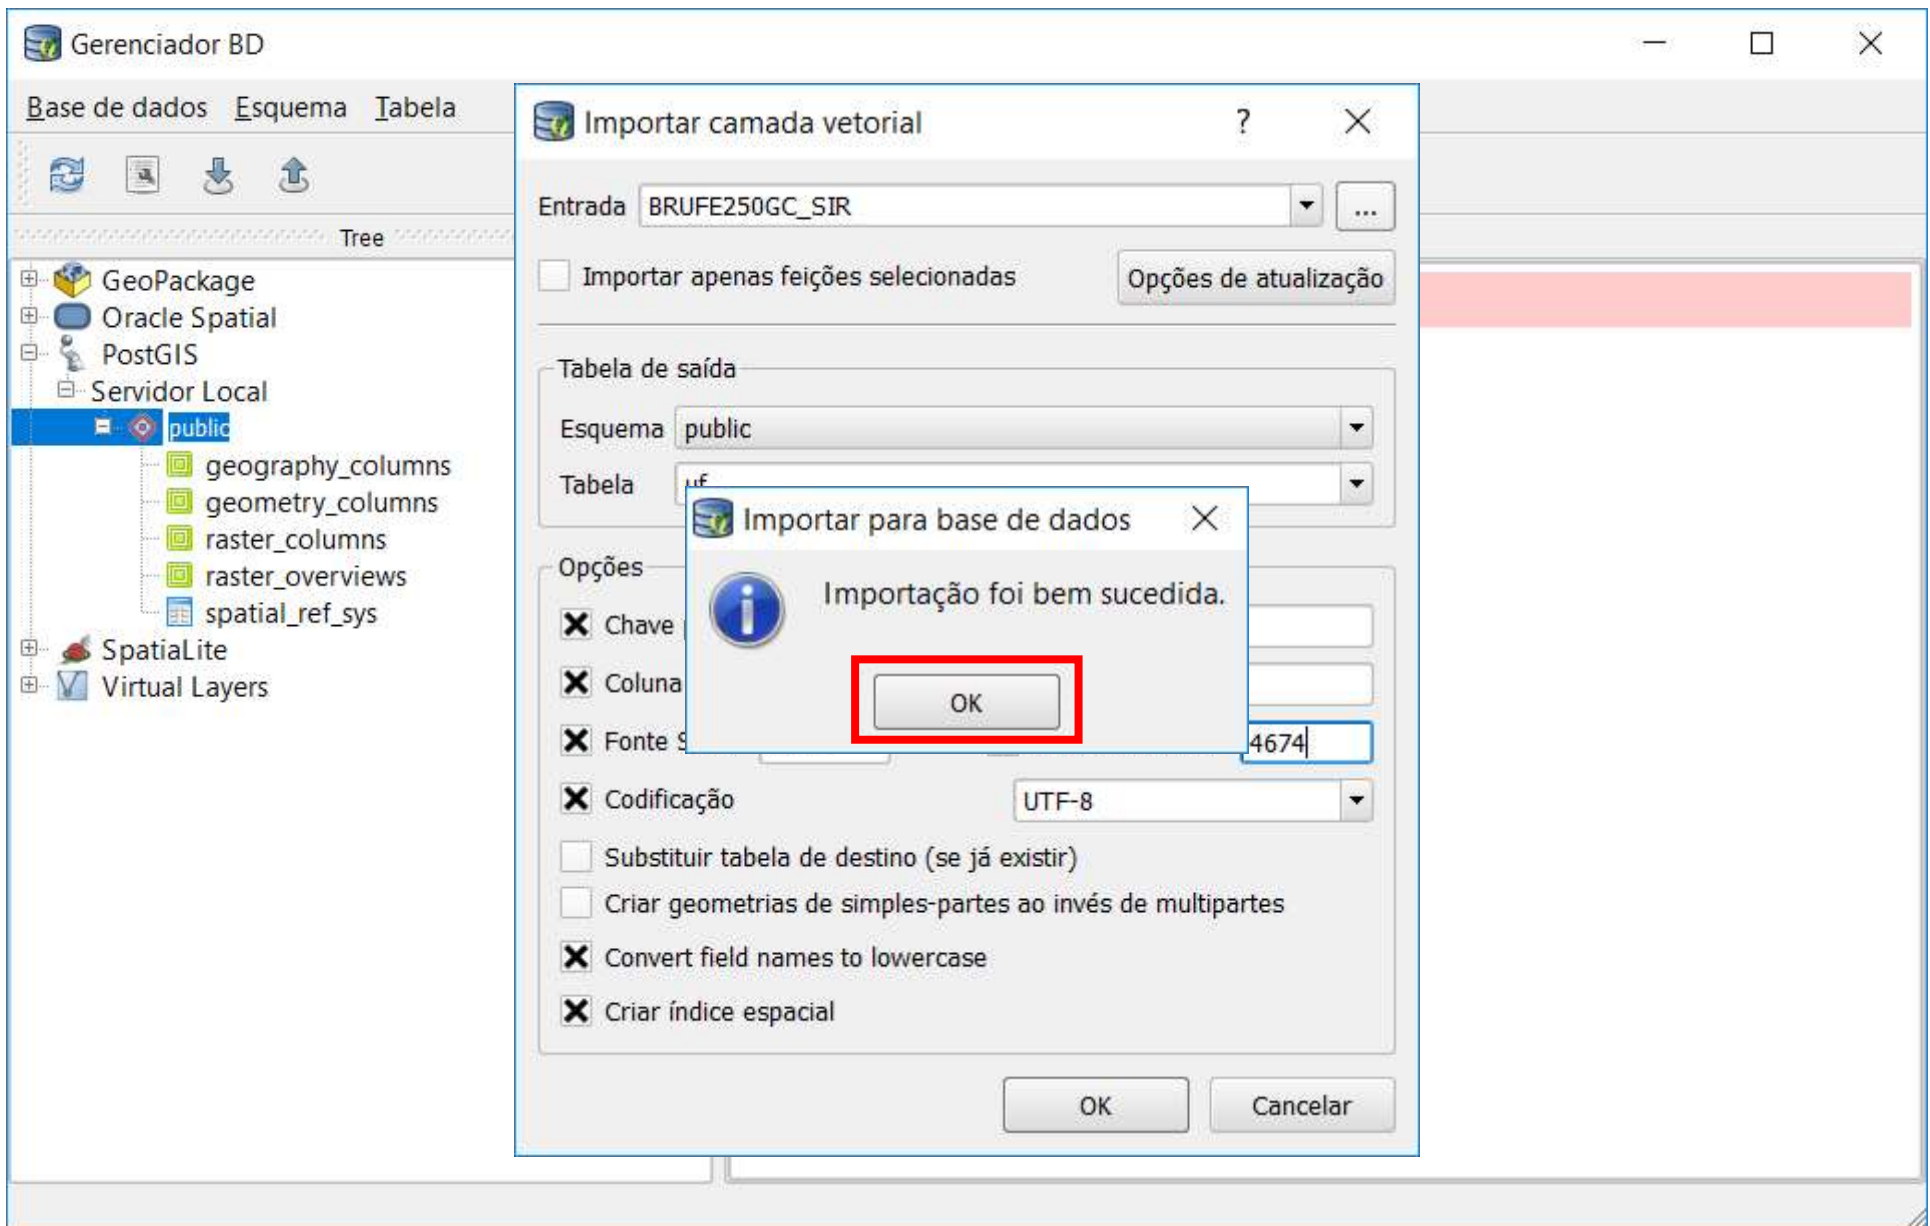 Gerenciador BD
Base de dados Esquema Tabela
Tree
GeoPackage
Oracle Spatial
PostGIS
Servidor Local
public
geography_columns
geometry_columns
raster_columns
raster_overviews
spatial_ref_sys
SpatiaLite
Virtual Layers
Importar camada vetorial
?
Entrada BRUFE250GC_SIR
...
Importar apenas feições selecionadas
Opções de atualização
Tabela de saída
Esquema public
Tabela uf
Importar para base de dados
Importação foi bem sucedida.
OK
Opções
Chave
Coluna
Fonte
4674
Codificação UTF-8
Substituir tabela de destino (se já existir)
Criar geometrias de simples-partes ao invés de multipartes
Convert field names to lowercase
Criar índice espacial
OK Cancelar